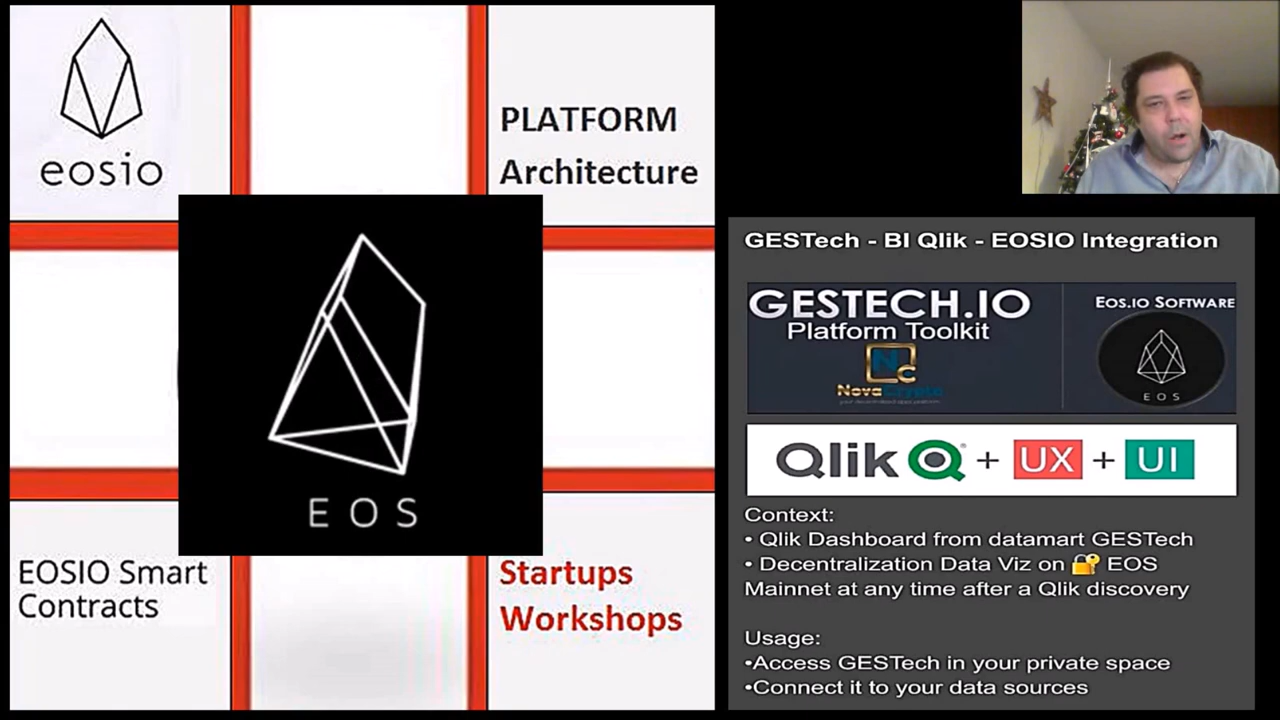 eosio
PLATFORM
Architecture
EOS
EOSIO Smart
Contracts
Startups
Workshops
GESTech - BI Qlik - EOSIO Integration
GESTECH.IO
Platform Toolkit
NC
NovaCrypto
EOS.IO SOFTWARE
EOS
Qlik + UX + UI
Context:
• Qlik Dashboard from datamart GESTech
• Decentralization Data Viz on 🔐 EOS
Mainnet at any time after a Qlik discovery
Usage:
•Access GESTech in your private space
•Connect it to your data sources